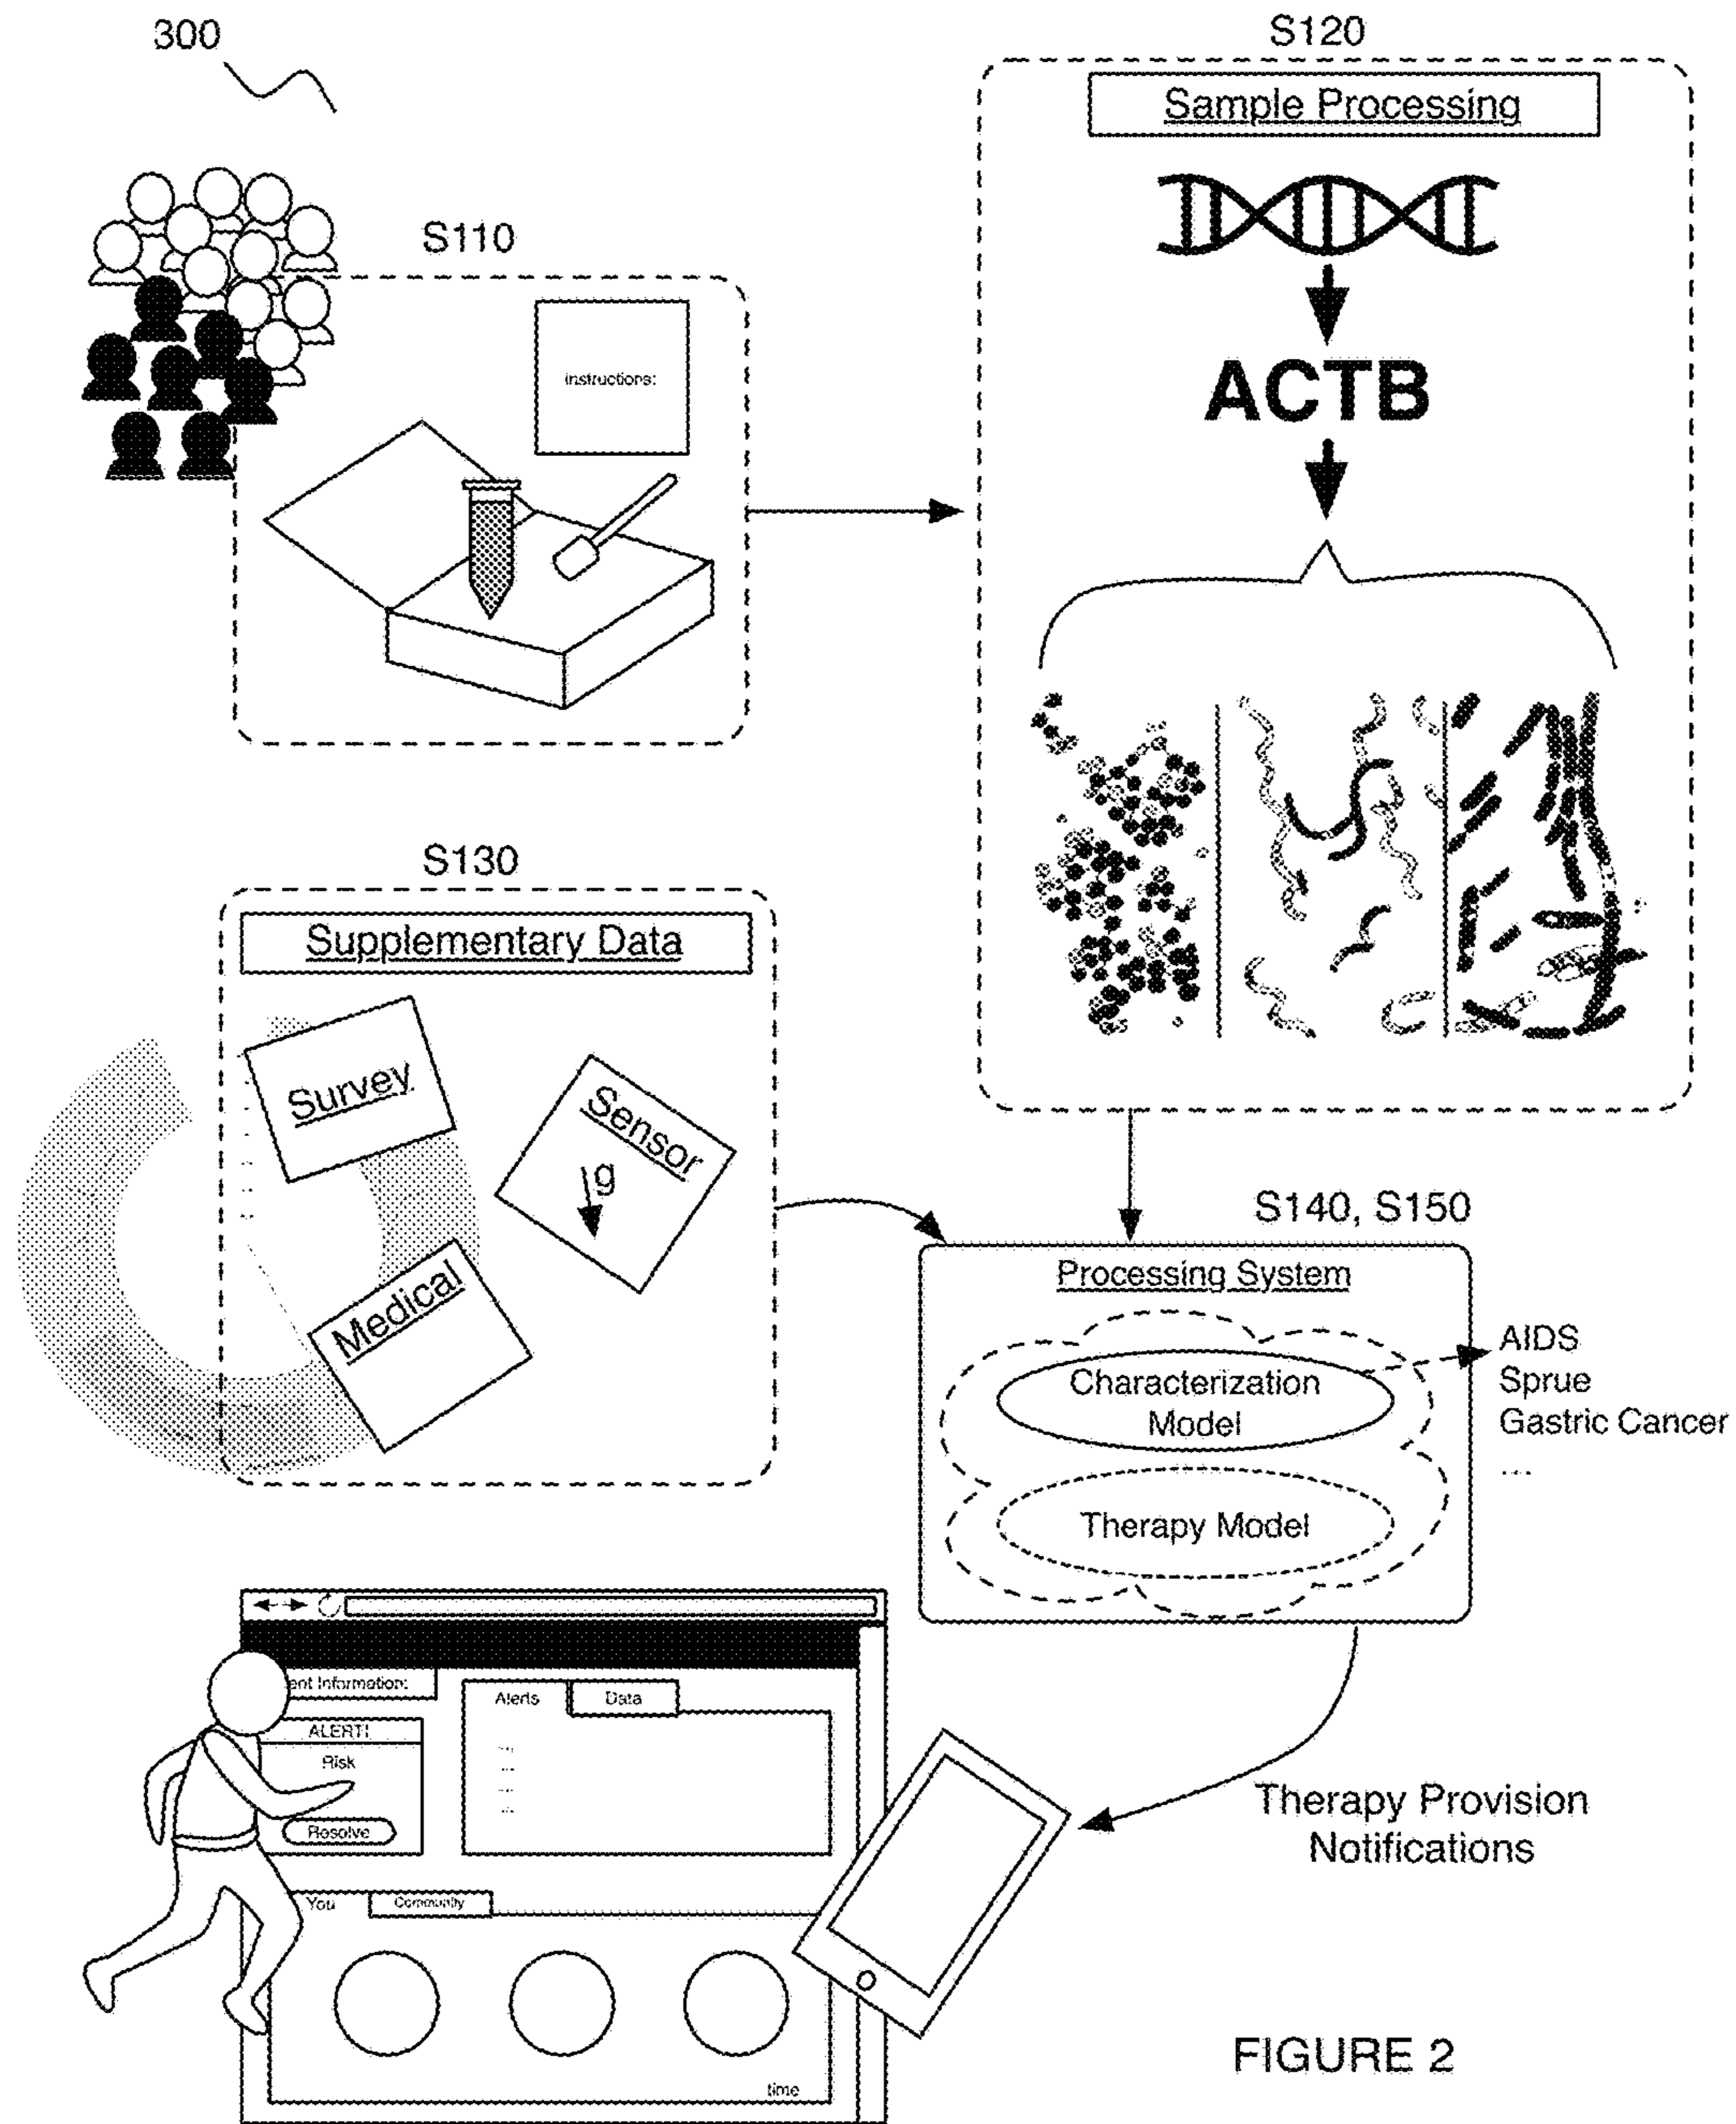 300
S120
Sample Processing
S110
instructions:
ACTB
S130
Supplementary Data
Survey
Sensor
g
Medical
S140, S150
Processing System
Characterization
Model
Therapy Model
AIDS
Sprue
Gastric Cancer
...
ent Information:
ALERT!
Risk
Resolve
Alerts
Data
...
...
...
...
You
Community
time
Therapy Provision
Notifications
FIGURE 2